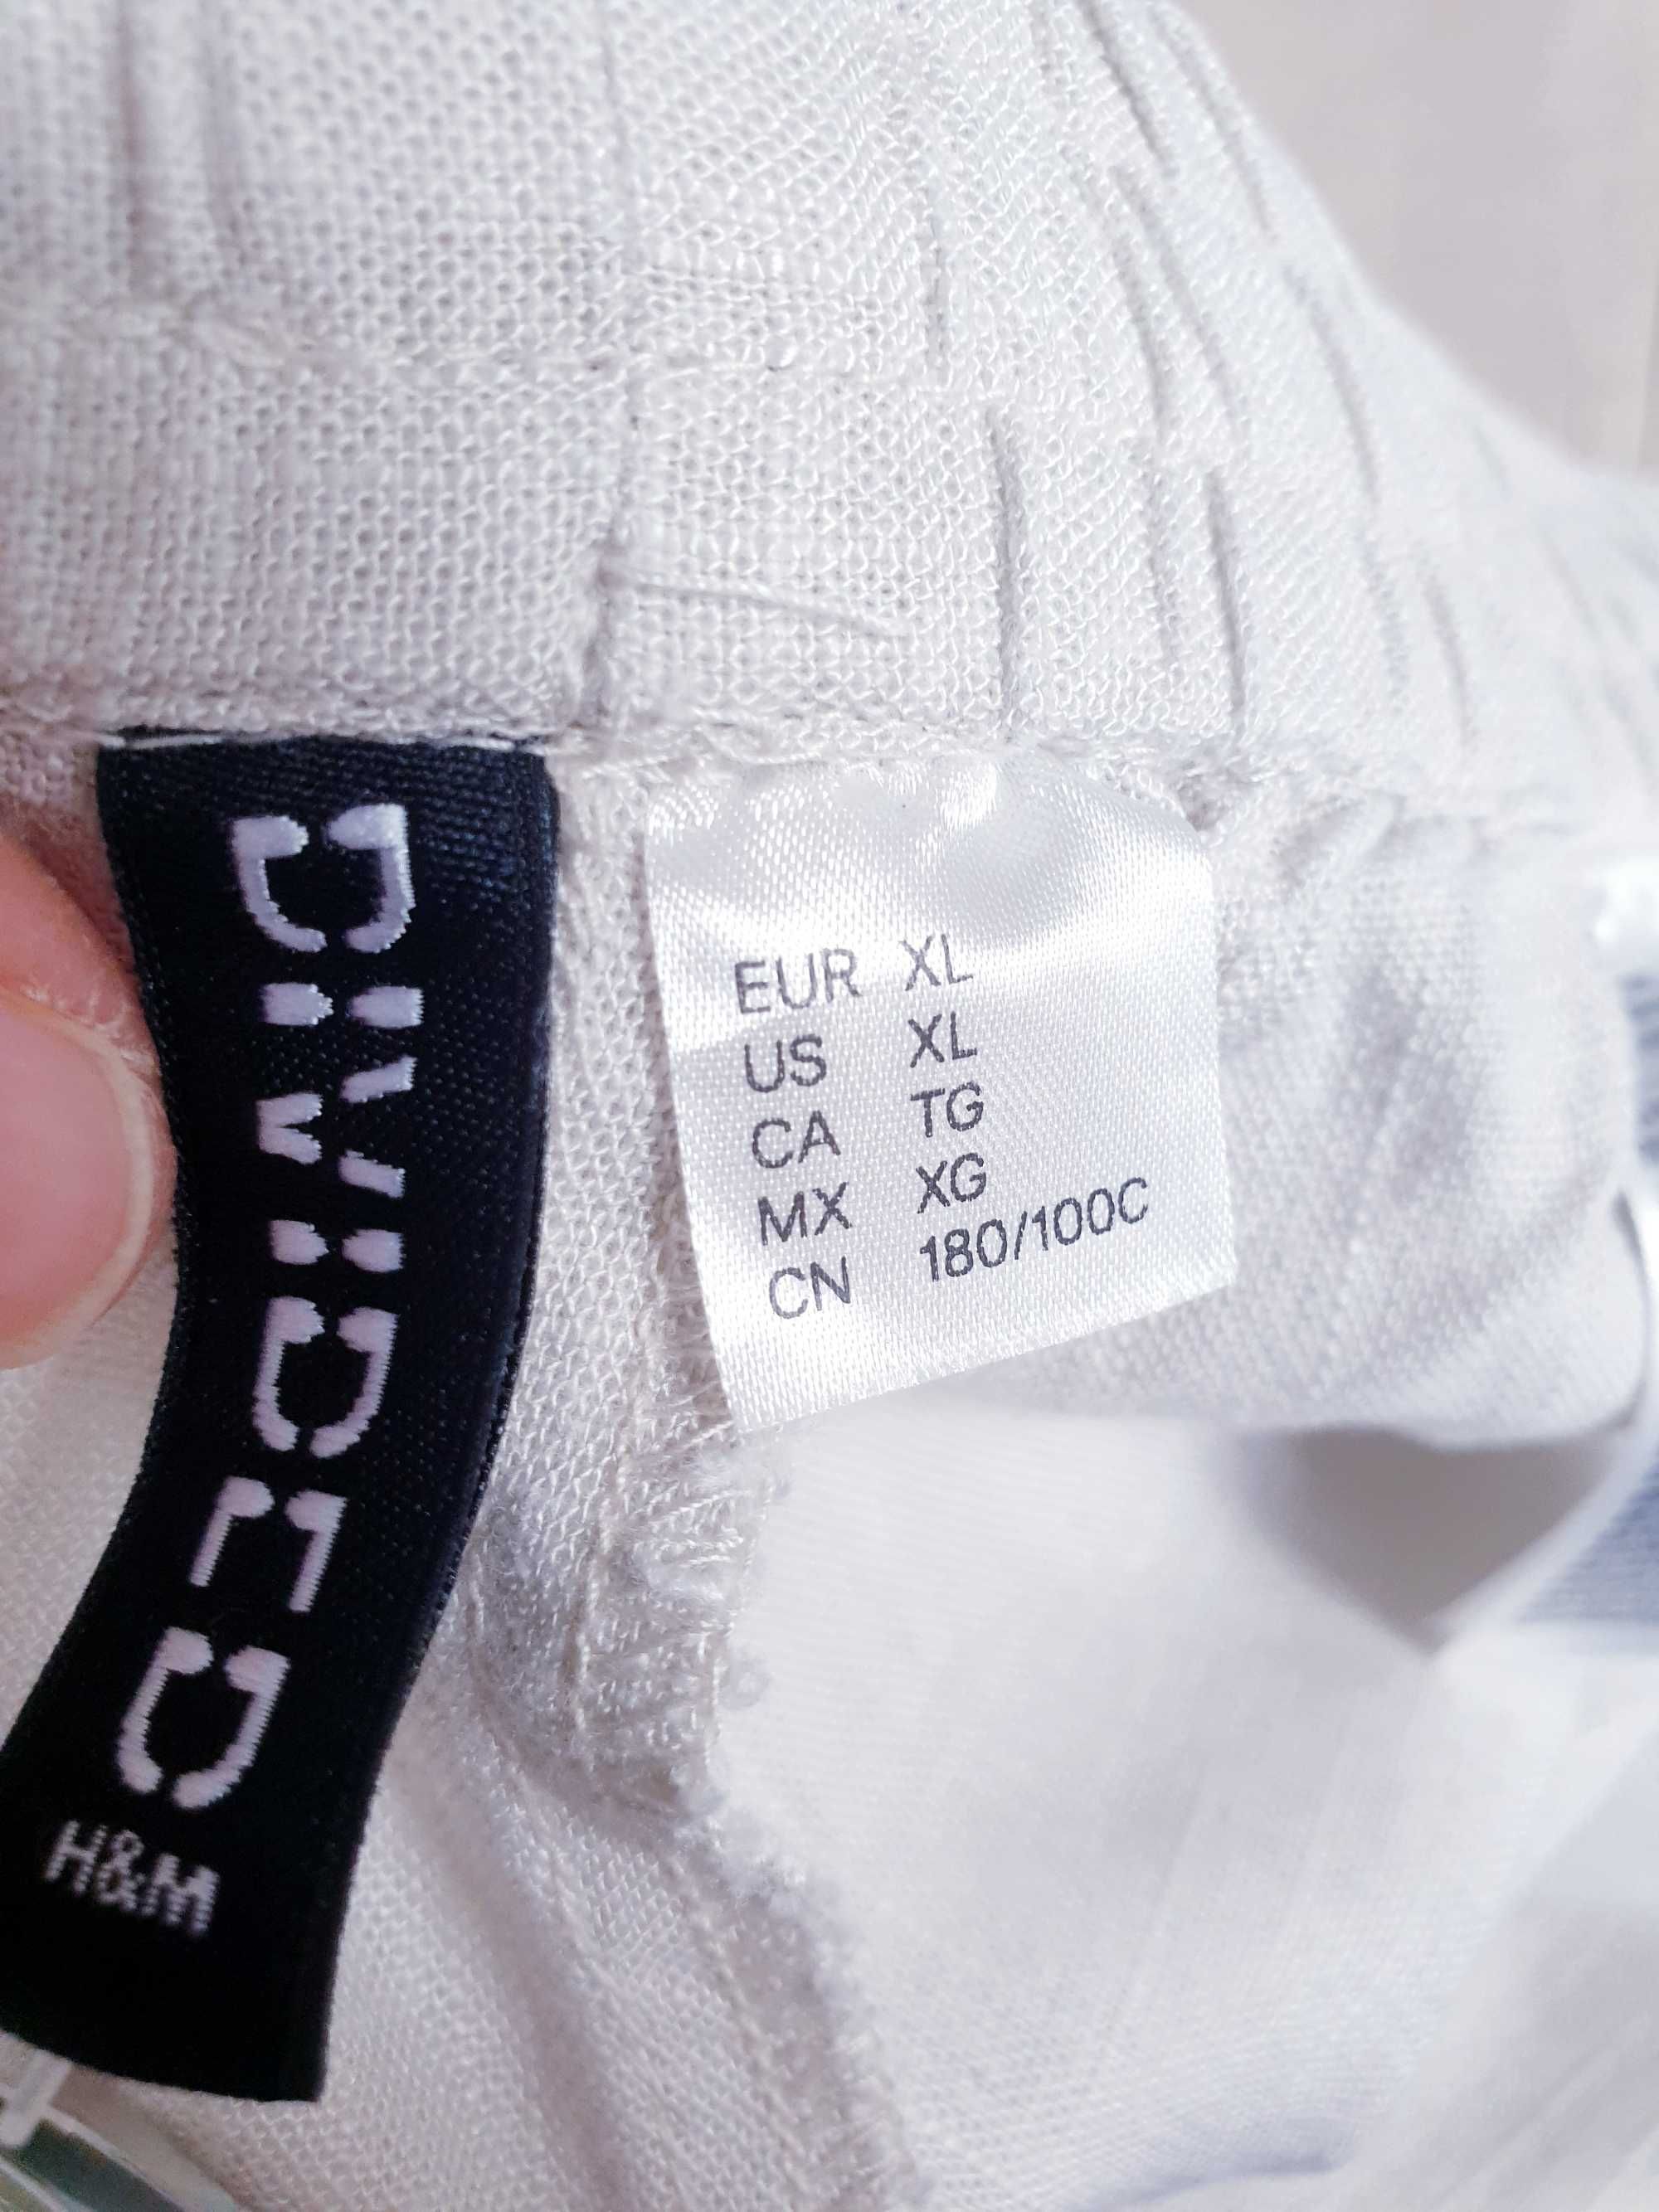 DIVIDED
H&M
EUR XL
US XL
CA TG
MX XG
CN 180/100C